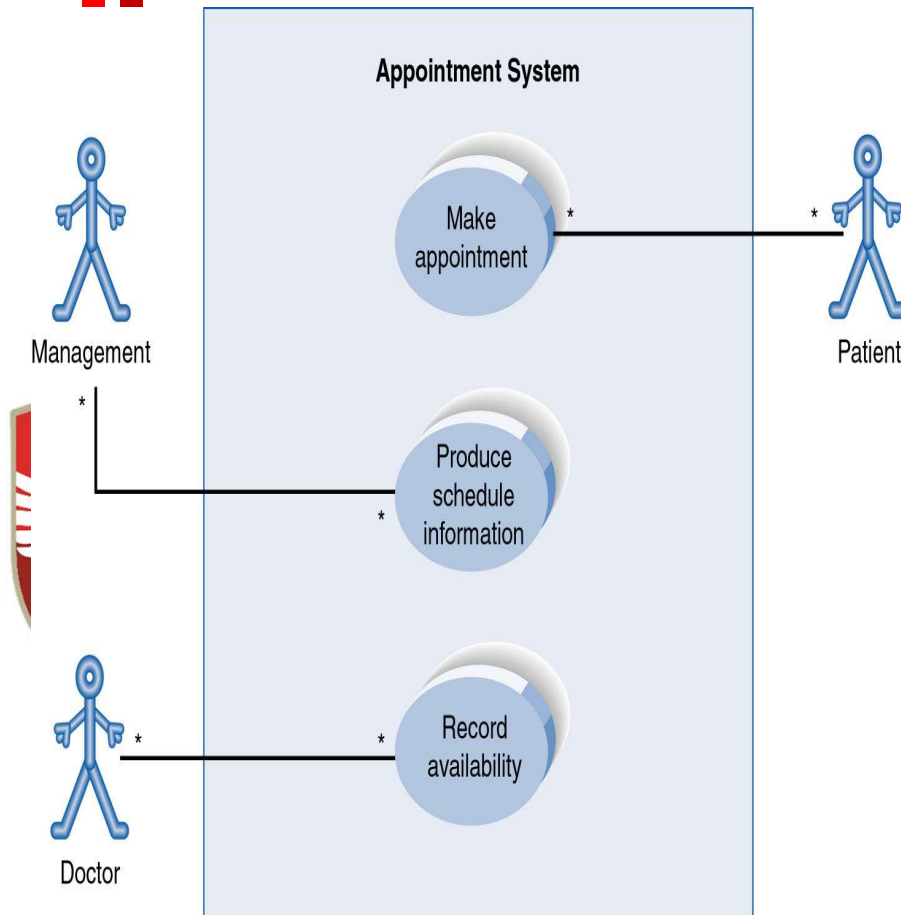 Appointment System
Make
appointment
*
*
Management
Patient
*
Produce
schedule
information
*
Record
availability
*
*
Doctor